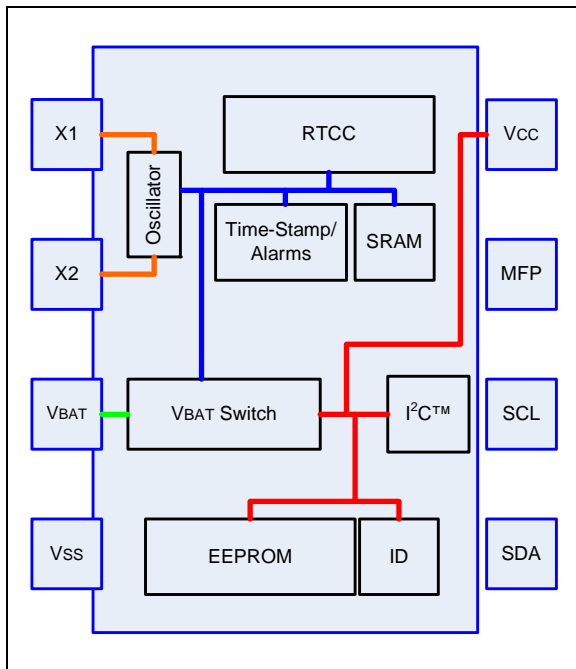 X1
RTCC
VCC
Oscillator
Time-Stamp/
Alarms
SRAM
X2
MFP
VBAT
VBAT Switch
I²C™
SCL
VSS
EEPROM
ID
SDA